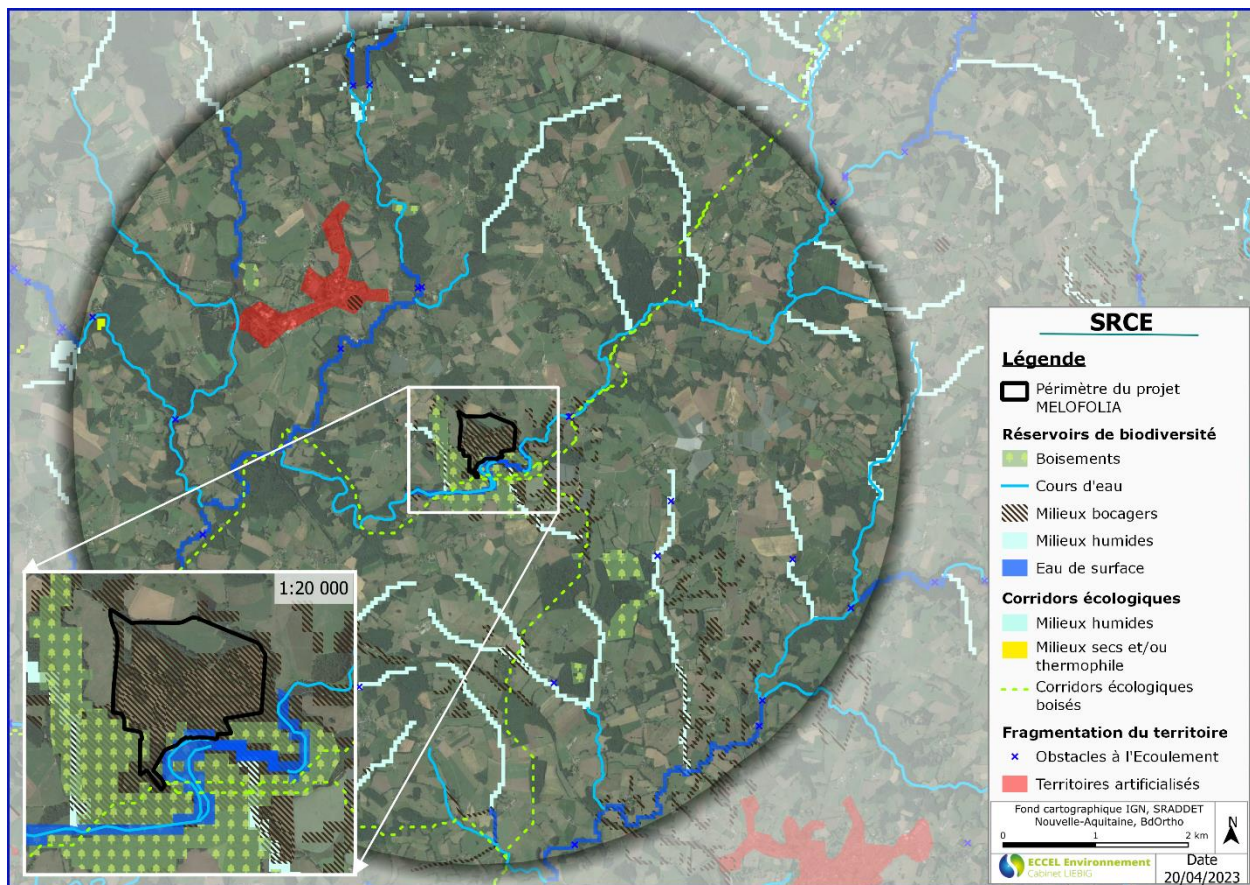 1:20 000
SRCE
Légende
Périmètre du projet
MELOFOLIA
Réservoirs de biodiversité
Boisements
Cours d'eau
Milieux bocagers
Milieux humides
Eau de surface
Corridors écologiques
Milieux humides
Milieux secs et/ou
thermophile
Corridors écologiques
boisés
Fragmentation du territoire
Obstacles à l'Ecoulement
Territoires artificialisés
Fond cartographique IGN, SRADDET
Nouvelle-Aquitaine, BdOrtho
0 1 2 km
N
ECCEL Environnement
Cabinet LIEBIG
Date
20/04/2023